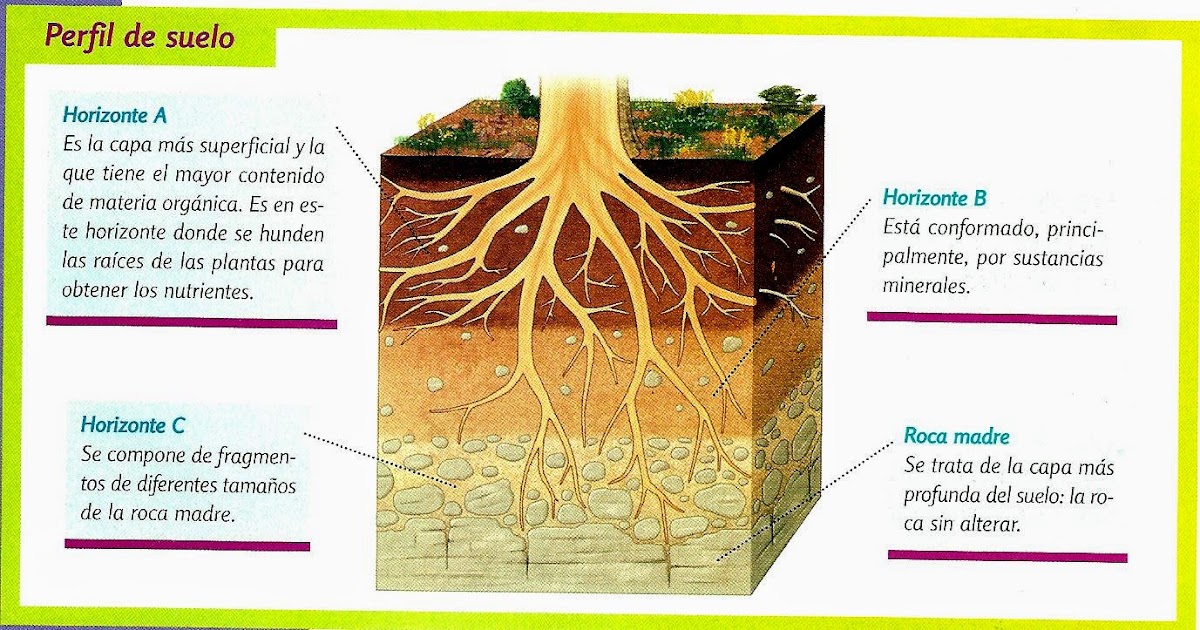 Perfil de suelo
Horizonte A
Es la capa más superficial y la
que tiene el mayor contenido
de materia orgánica. Es en es-
te horizonte donde se hunden
las raíces de las plantas para
obtener los nutrientes.
Horizonte B
Está conformado, princi-
palmente, por sustancias
minerales.
Horizonte C
Se compone de fragmen-
tos de diferentes tamaños
de la roca madre.
Roca madre
Se trata de la capa más
profunda del suelo: la ro-
ca sin alterar.